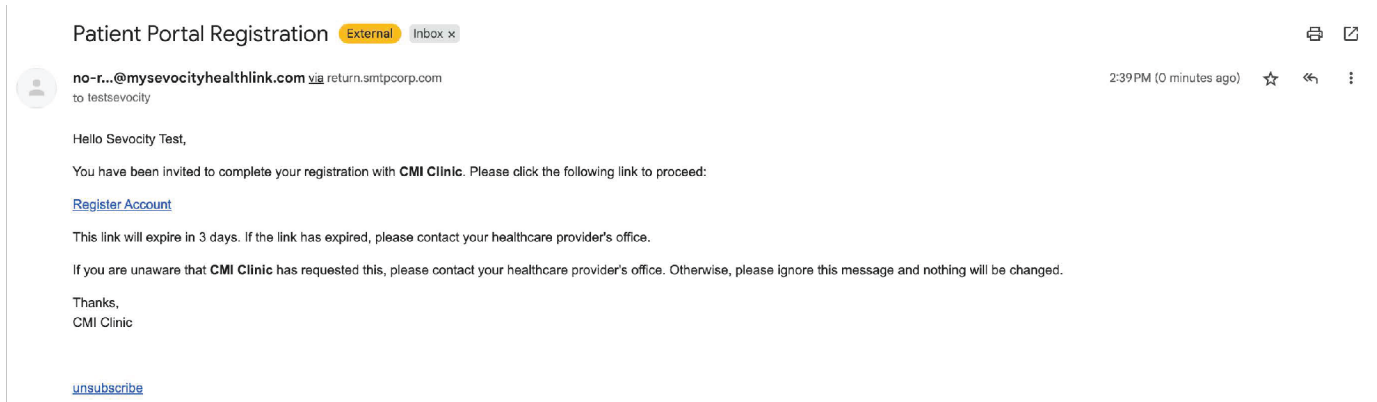 Patient Portal Registration External Inbox x
no-r...@mysevocityhealthlink.com via return.smtpcorp.com 2:39 PM (0 minutes ago)
to testsevocity
Hello Sevocity Test,
You have been invited to complete your registration with CMI Clinic. Please click the following link to proceed:
Register Account
This link will expire in 3 days. If the link has expired, please contact your healthcare provider's office.
If you are unaware that CMI Clinic has requested this, please contact your healthcare provider's office. Otherwise, please ignore this message and nothing will be changed.
Thanks,
CMI Clinic
unsubscribe